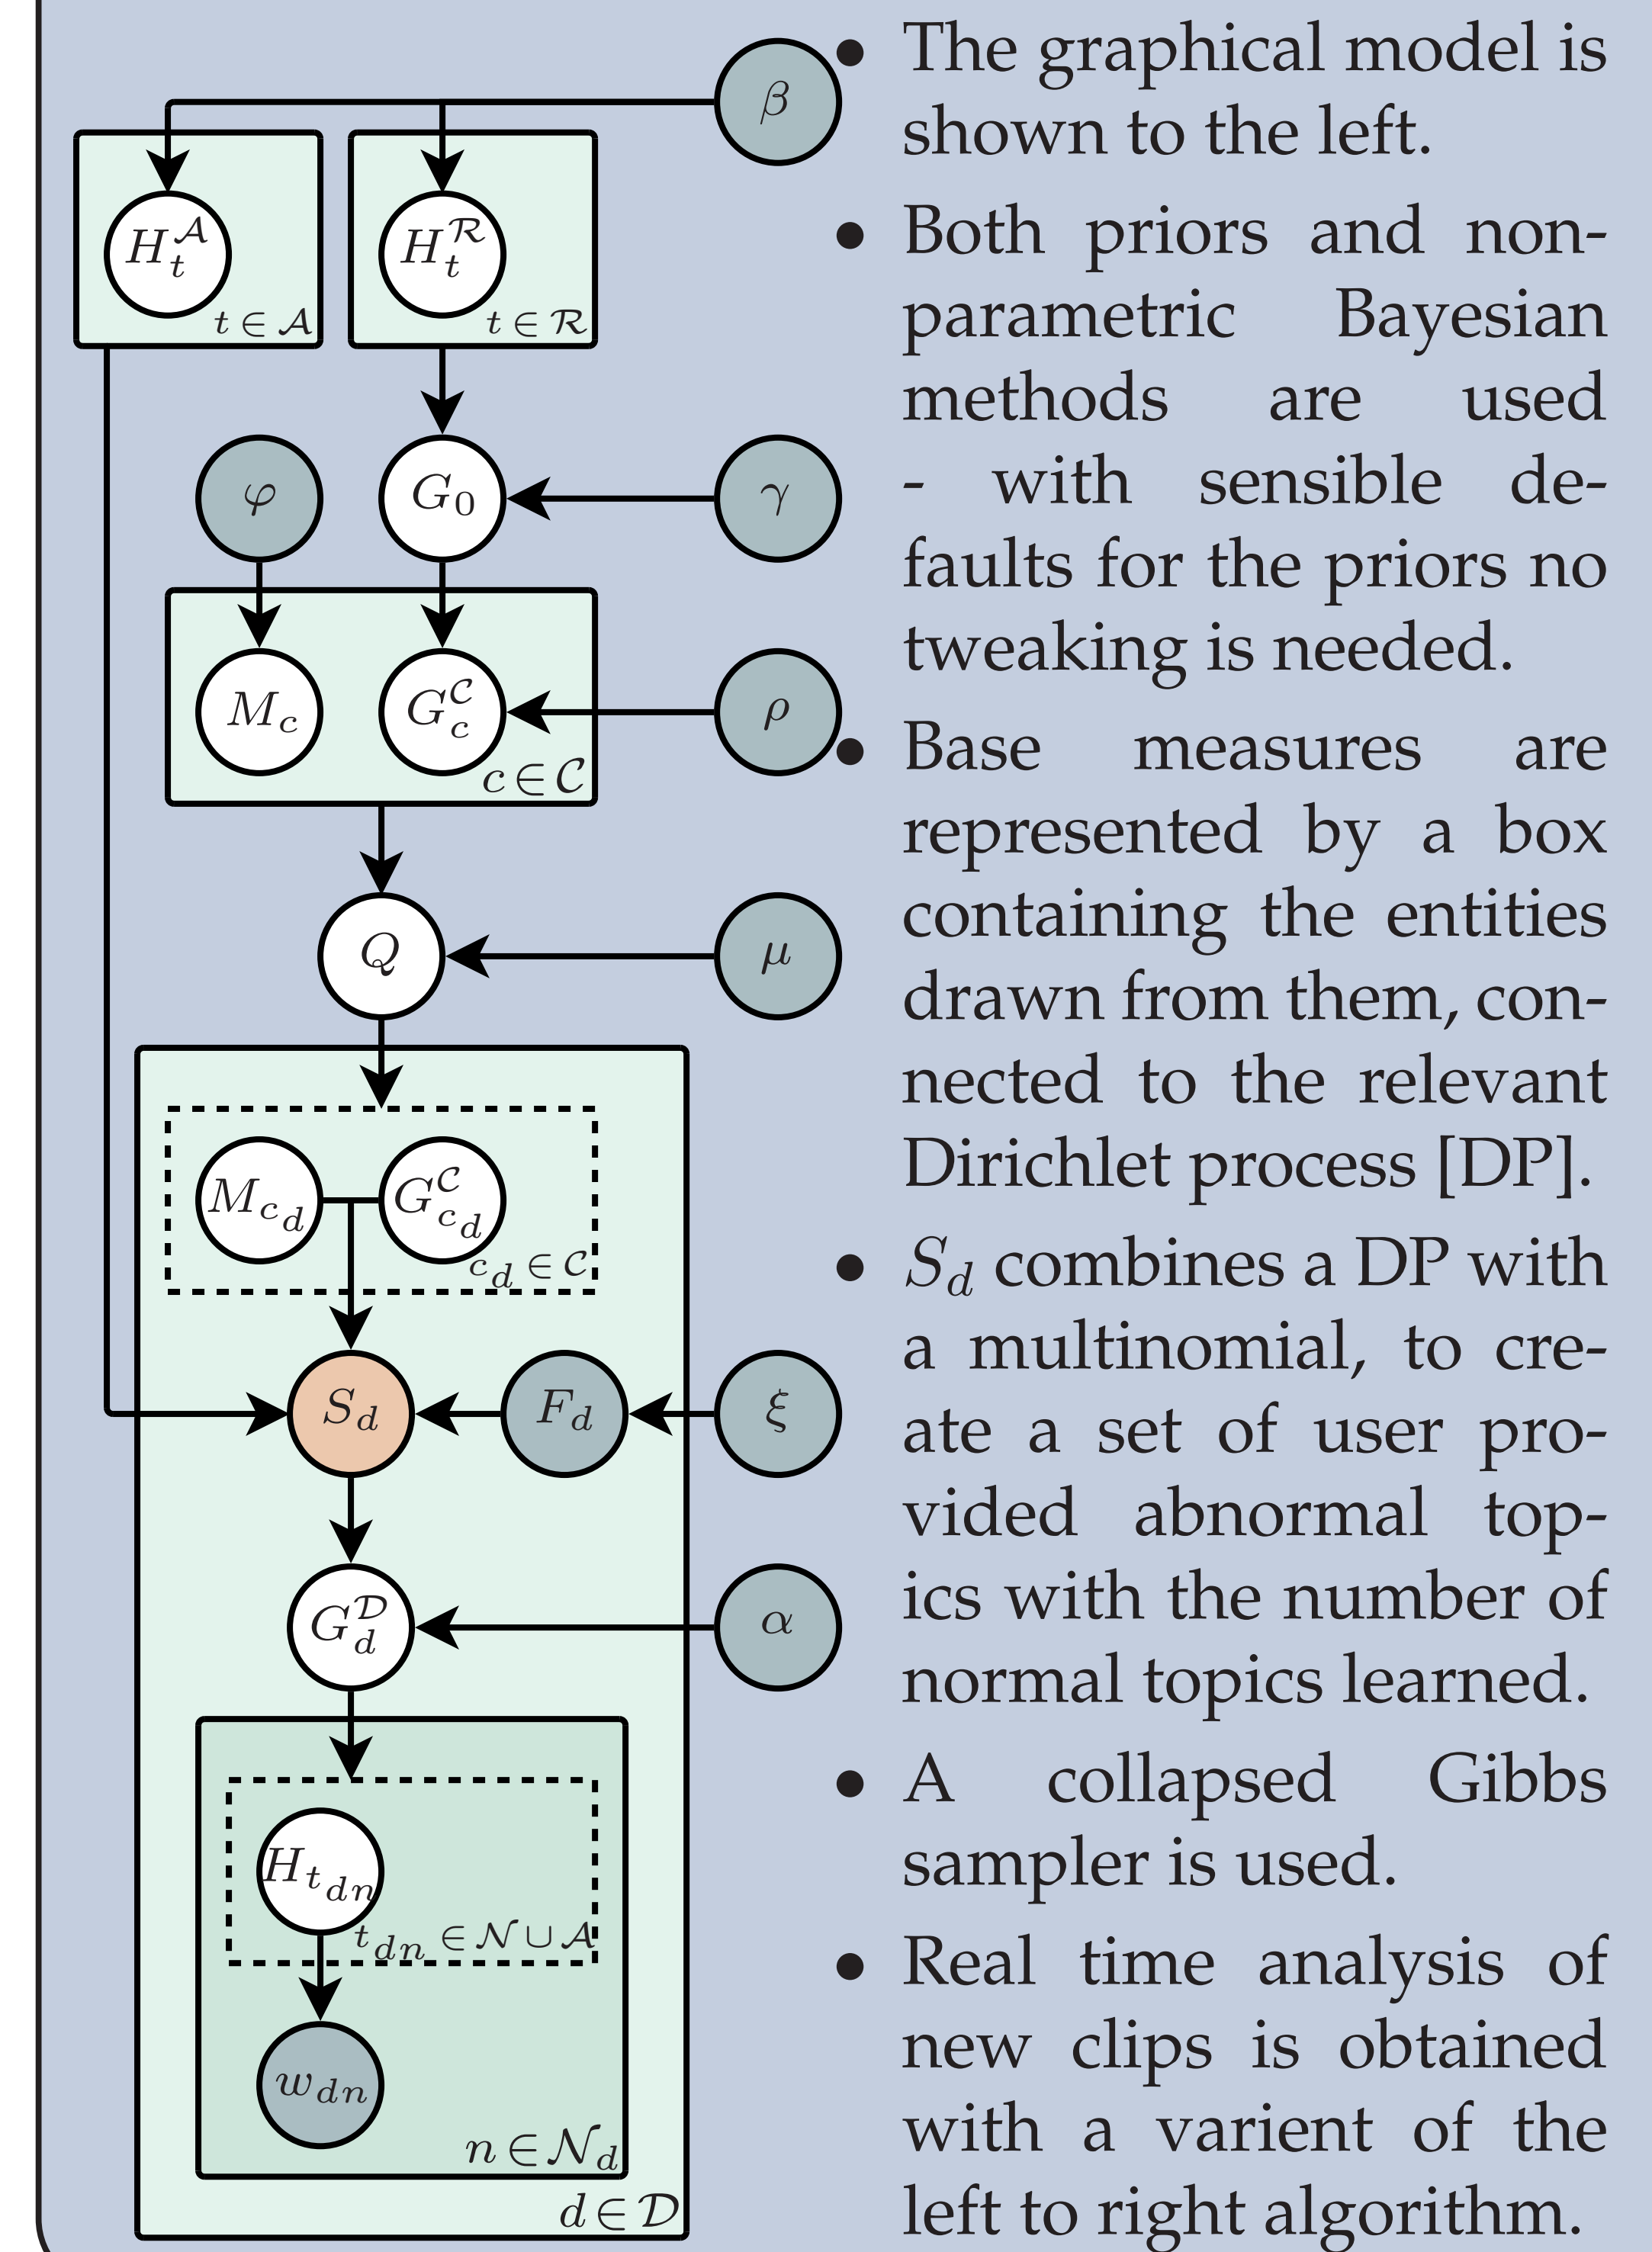 β
H_t^𝒜
H_t^ℛ
t ∈ 𝒜
t ∈ ℛ
φ
G_0
γ
M_c
G_c^𝒞
ρ
c ∈ 𝒞
Q
μ
M_{c_d}
G_{c_d}^𝒞
c_d ∈ 𝒞
S_d
F_d
ξ
G_d^𝒟
α
H_{t_{dn}}
t_{dn} ∈ 𝒩 ∪ 𝒜
w_{dn}
n ∈ 𝒩_d
d ∈ 𝒟
• The graphical model is
shown to the left.
• Both priors and non-
parametric Bayesian
methods are used
- with sensible de-
faults for the priors no
tweaking is needed.
• Base measures are
represented by a box
containing the entities
drawn from them, con-
nected to the relevant
Dirichlet process [DP].
• S_d combines a DP with
a multinomial, to cre-
ate a set of user pro-
vided abnormal top-
ics with the number of
normal topics learned.
• A collapsed Gibbs
sampler is used.
• Real time analysis of
new clips is obtained
with a varient of the
left to right algorithm.